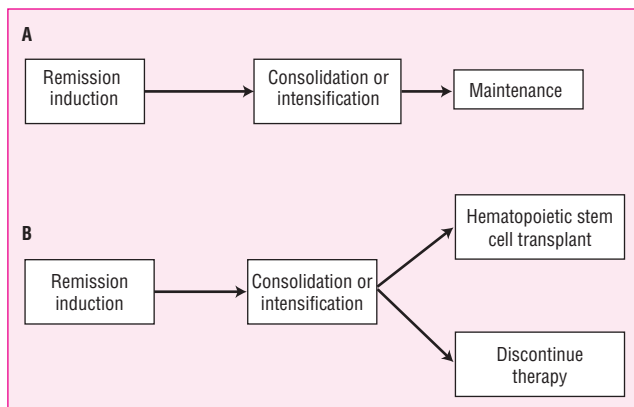 A
Remission
induction
Consolidation or
intensification
Maintenance
B
Remission
induction
Consolidation or
intensification
Hematopoietic stem
cell transplant
Discontinue
therapy